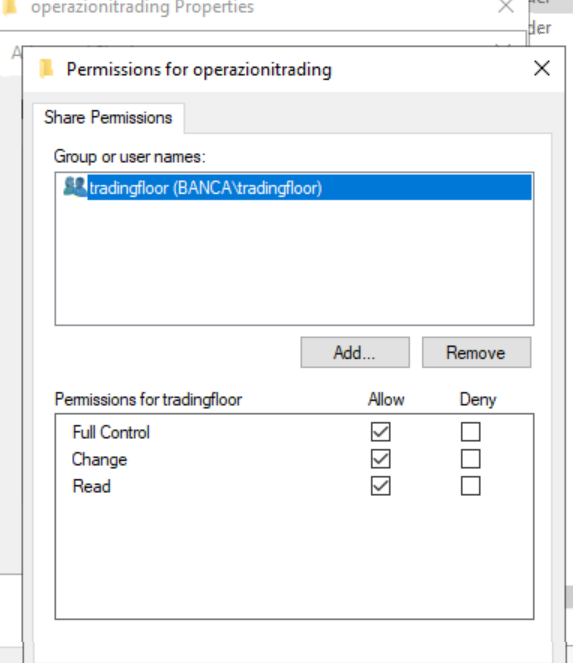 operazionitrading Properties
der
A
Permissions for operazionitrading
Share Permissions
Group or user names:
tradingfloor (BANCA\tradingfloor)
Add...
Remove
Permissions for tradingfloor Allow Deny
Full Control
Change
Read